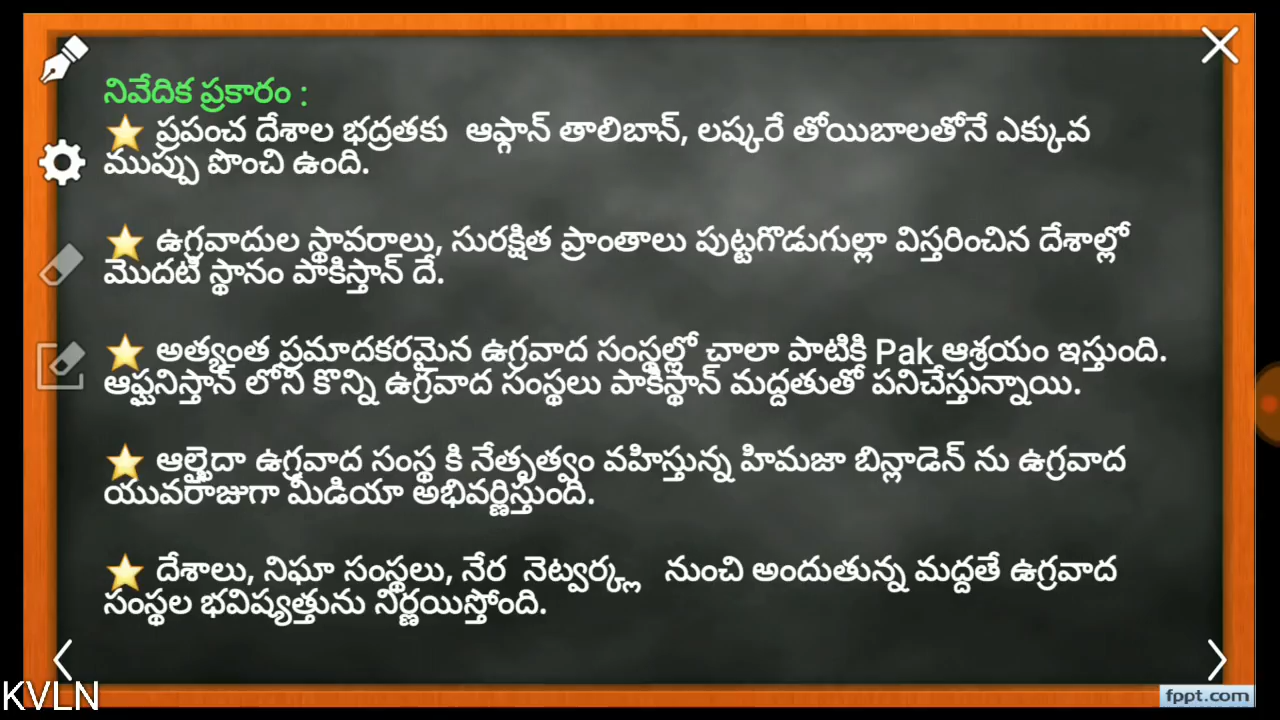 నివేదిక ప్రకారం :
⭐ ప్రపంచ దేశాల భద్రతకు ఆఫ్గాన్ తాలిబాన్, లష్కరే తోయిబాలతోనే ఎక్కువ
ముప్పు పొంచి ఉంది.
⭐ ఉగ్రవాదుల స్థావరాలు, సురక్షిత ప్రాంతాలు పుట్టగొడుగుల్లా విస్తరించిన దేశాల్లో
మొదటి స్థానం పాకిస్తాన్ దే.
⭐ అత్యంత ప్రమాదకరమైన ఉగ్రవాద సంస్థల్లో చాలా పాటికి Pak ఆశ్రయం ఇస్తుంది.
ఆఫ్ఘనిస్తాన్ లోని కొన్ని ఉగ్రవాద సంస్థలు పాకిస్థాన్ మద్దతుతో పనిచేస్తున్నాయి.
⭐ ఆల్ఖైదా ఉగ్రవాద సంస్థ కి నేతృత్వం వహిస్తున్న హిమజా బిన్లాడెన్ ను ఉగ్రవాద
యువరాజుగా మీడియా అభివర్ణిస్తుంది.
⭐ దేశాలు, నిఘా సంస్థలు, నేర నెట్వర్క్ల నుంచి అందుతున్న మద్దతే ఉగ్రవాద
సంస్థల భవిష్యత్తును నిర్ణయిస్తోంది.
KVLN
fppt.com